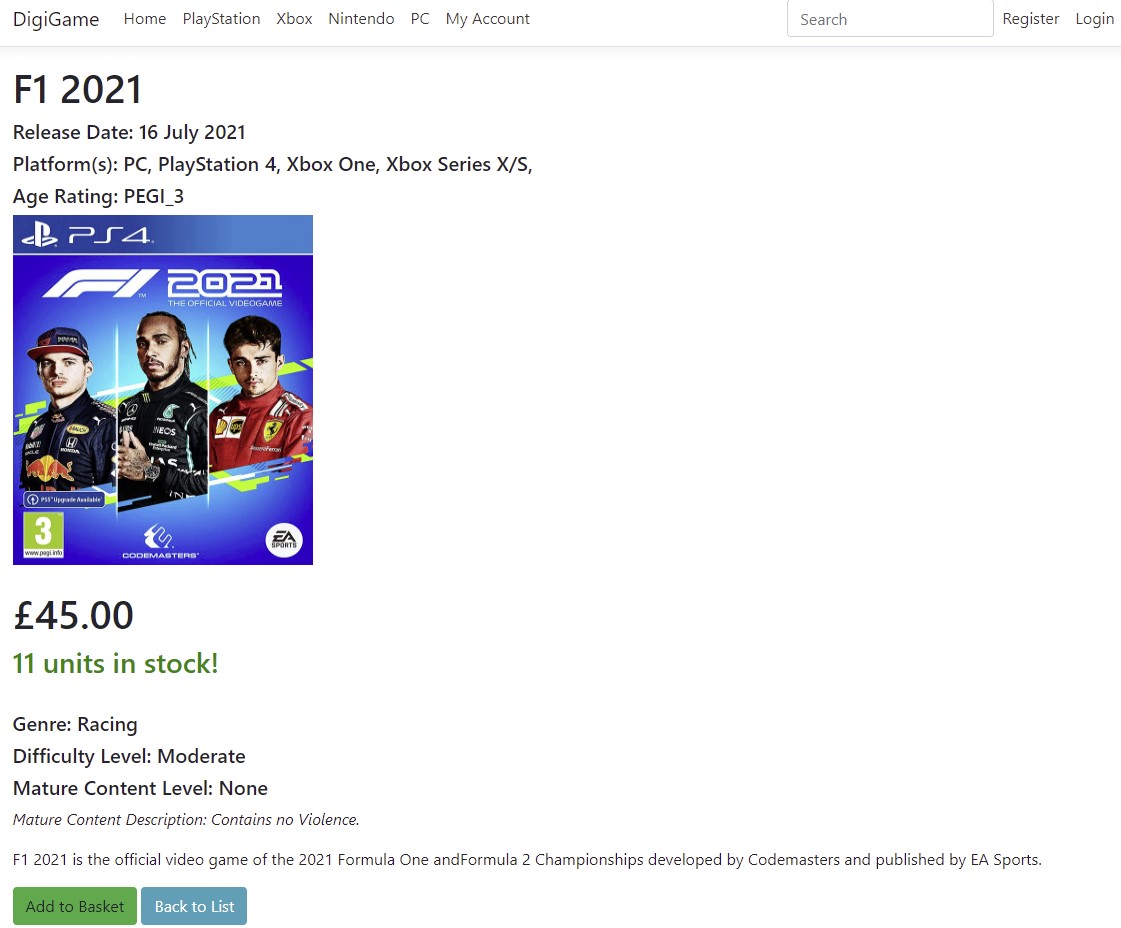 DigiGame Home PlayStation Xbox Nintendo PC My Account Search Register Login
F1 2021
Release Date: 16 July 2021
Platform(s): PC, PlayStation 4, Xbox One, Xbox Series X/S,
Age Rating: PEGI_3
PS4
F1 2021
THE OFFICIAL VIDEOGAME
INEOS
HONDA
PS5 Upgrade Available
3
www.pegi.info
CODEMASTERS
EA
SPORTS
£45.00
11 units in stock!
Genre: Racing
Difficulty Level: Moderate
Mature Content Level: None
Mature Content Description: Contains no Violence.
F1 2021 is the official video game of the 2021 Formula One andFormula 2 Championships developed by Codemasters and published by EA Sports.
Add to Basket Back to List